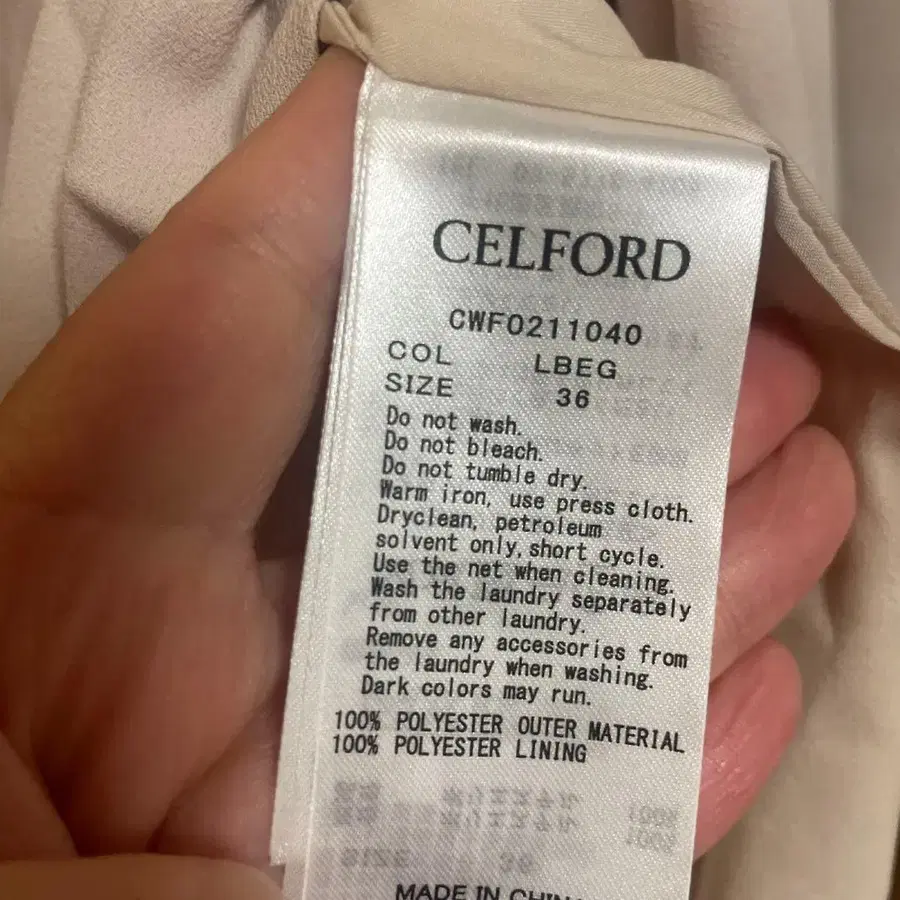 CELFORD
CWFO211040
COL LBEG
SIZE 36
Do not wash.
Do not bleach.
Do not tumble dry.
Warm iron, use press cloth.
Dryclean, petroleum
solvent only, short cycle.
Use the net when cleaning.
Wash the laundry separately
from other laundry.
Remove any accessories from
the laundry when washing.
Dark colors may run.
100% POLYESTER OUTER MATERIAL
100% POLYESTER LINING
MADE IN